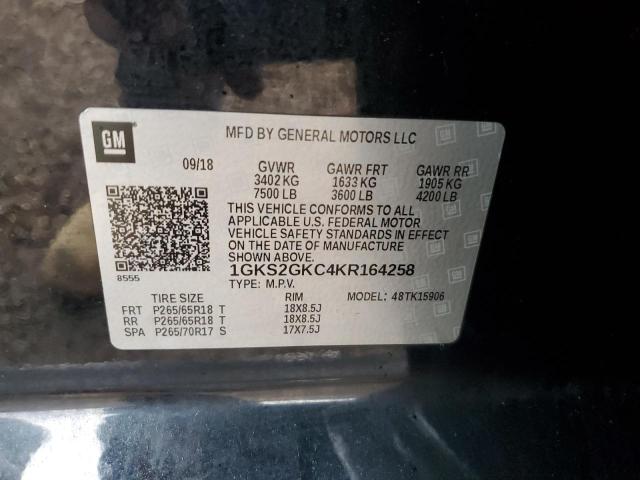 GM
MFD BY GENERAL MOTORS LLC
09/18 GVWR GAWR FRT GAWR RR
3402 KG 1633 KG 1905 KG
7500 LB 3600 LB 4200 LB
THIS VEHICLE CONFORMS TO ALL
APPLICABLE U.S. FEDERAL MOTOR
VEHICLE SAFETY STANDARDS IN EFFECT
ON THE DATE OF MANUFACTURE
SHOWN ABOVE.
8555 1GKS2GKC4KR164258
TYPE: M.P.V. MODEL: 48TK15906
TIRE SIZE RIM
FRT P265/65R18 T 18X8.5J
RR P265/65R18 T 18X8.5J
SPA P265/70R17 S 17X7.5J